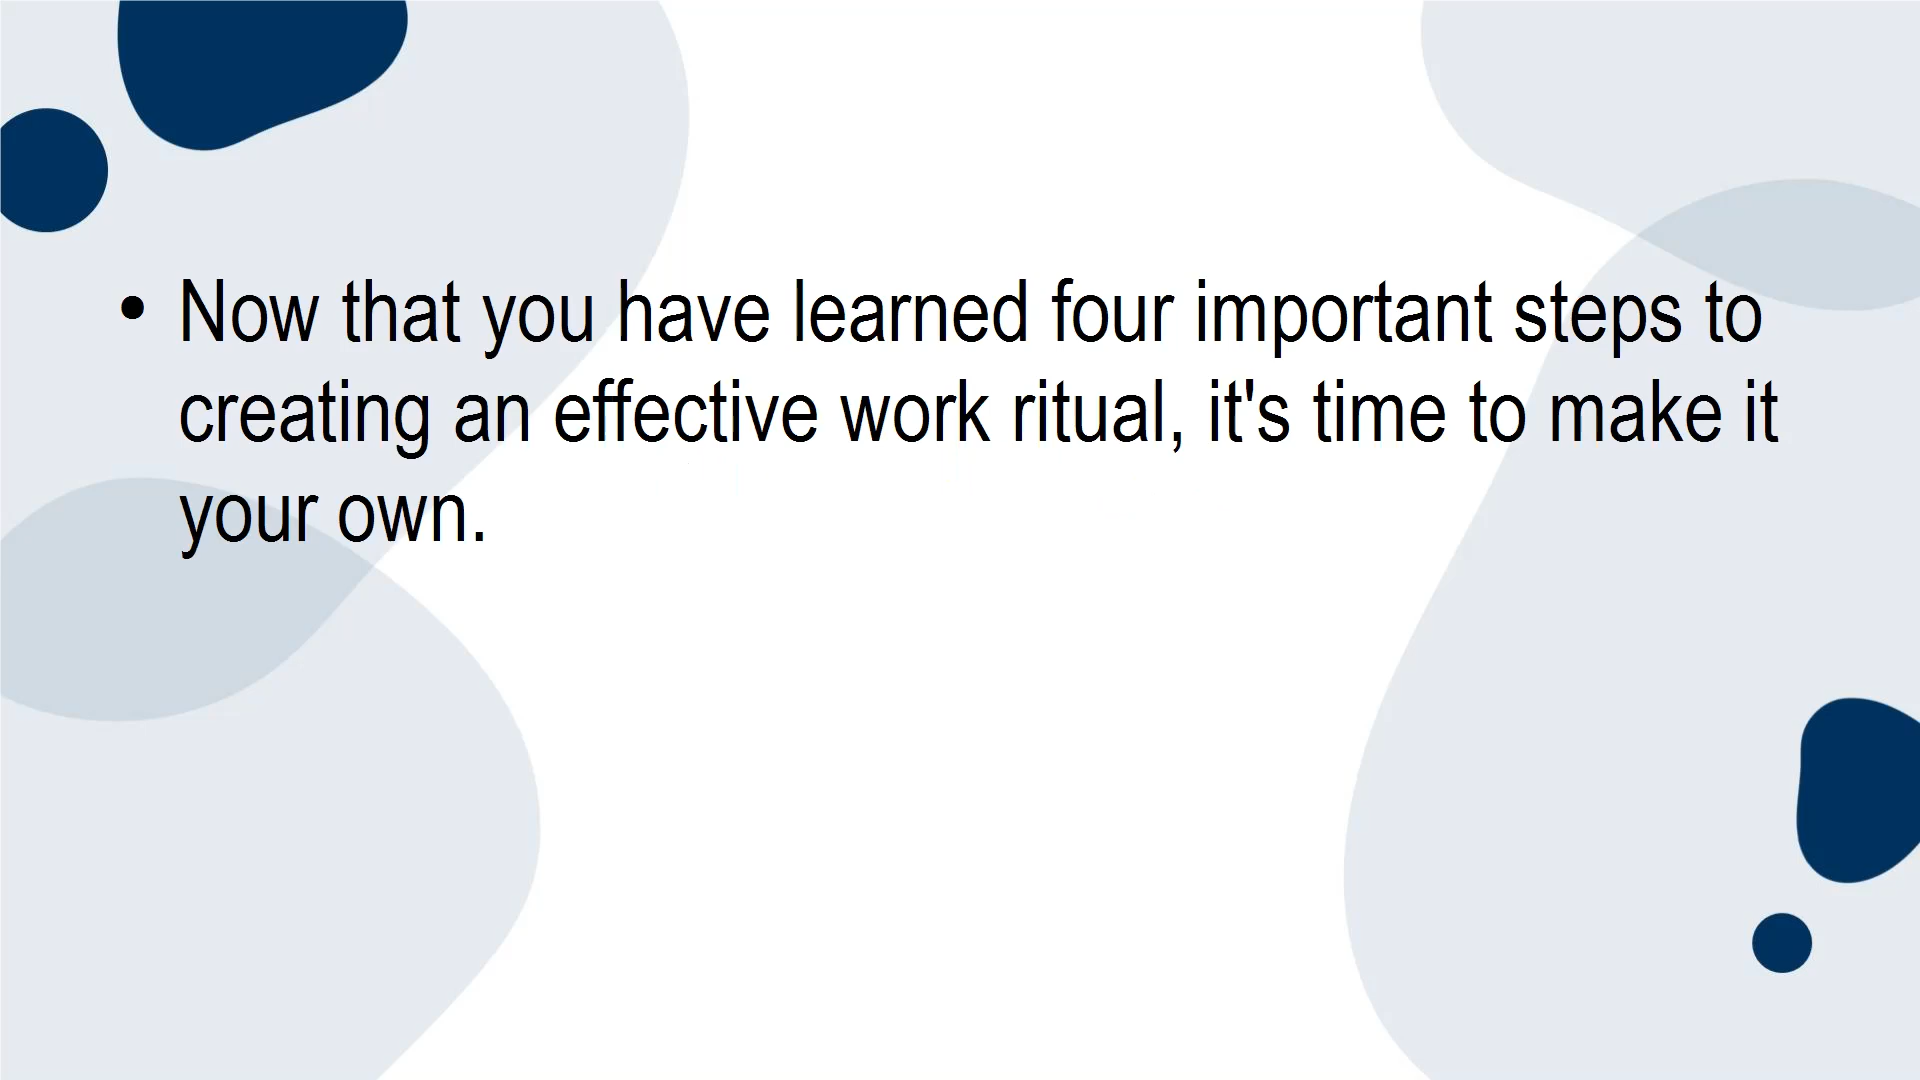 • Now that you have learned four important steps to
creating an effective work ritual, it's time to make it
your own.